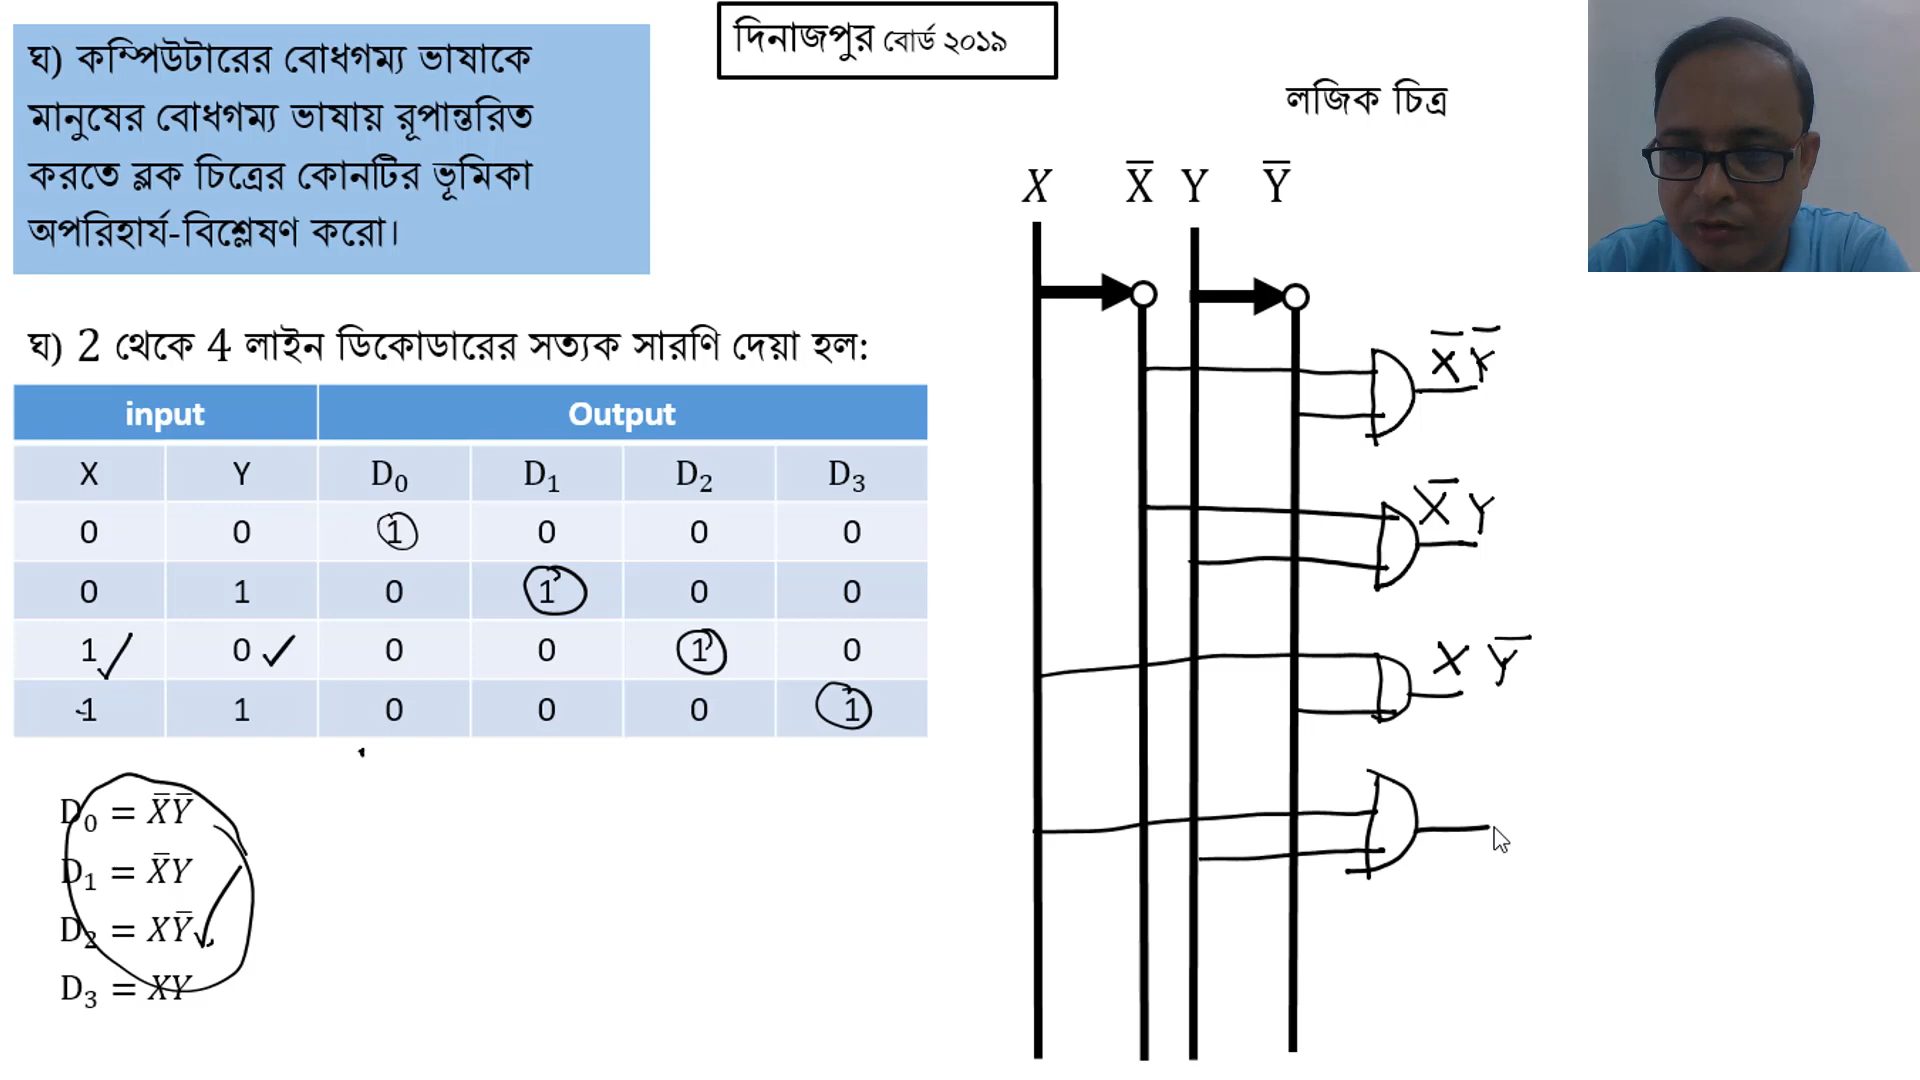 দিনাজপুর বোর্ড ২০১৯
ঘ) কম্পিউটারের বোধগম্য ভাষাকে
মানুষের বোধগম্য ভাষায় রূপান্তরিত
করতে ব্লক চিত্রের কোনটির ভূমিকা
অপরিহার্য-বিশ্লেষণ করো।
ঘ) 2 থেকে 4 লাইন ডিকোডারের সত্যক সারণি দেয়া হল:
input Output
X Y D₀ D₁ D₂ D₃
0 0 1 0 0 0
0 1 0 1 0 0
1 0 0 0 1 0
1 1 0 0 0 1
D₀ = X̅Y̅
D₁ = X̅Y
D₂ = XY̅
D₃ = XY
লজিক চিত্র
X X̅ Y Y̅
X̅ Y̅
X̅ Y
X Y̅